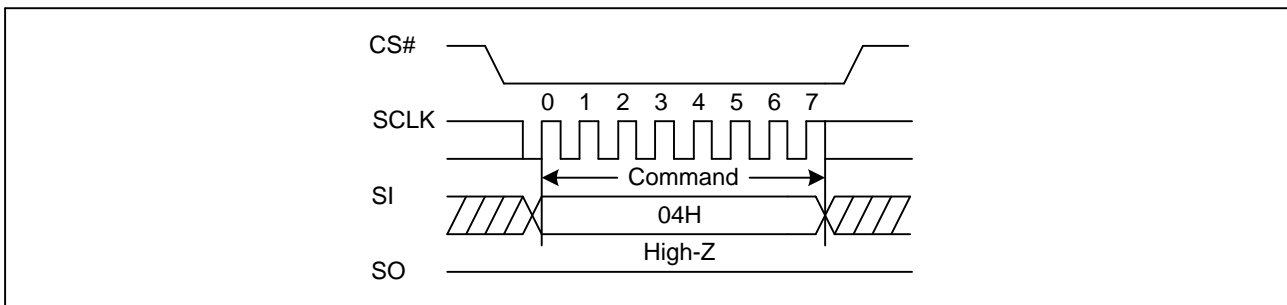 CS#
0 1 2 3 4 5 6 7
SCLK
Command
SI
04H
High-Z
SO